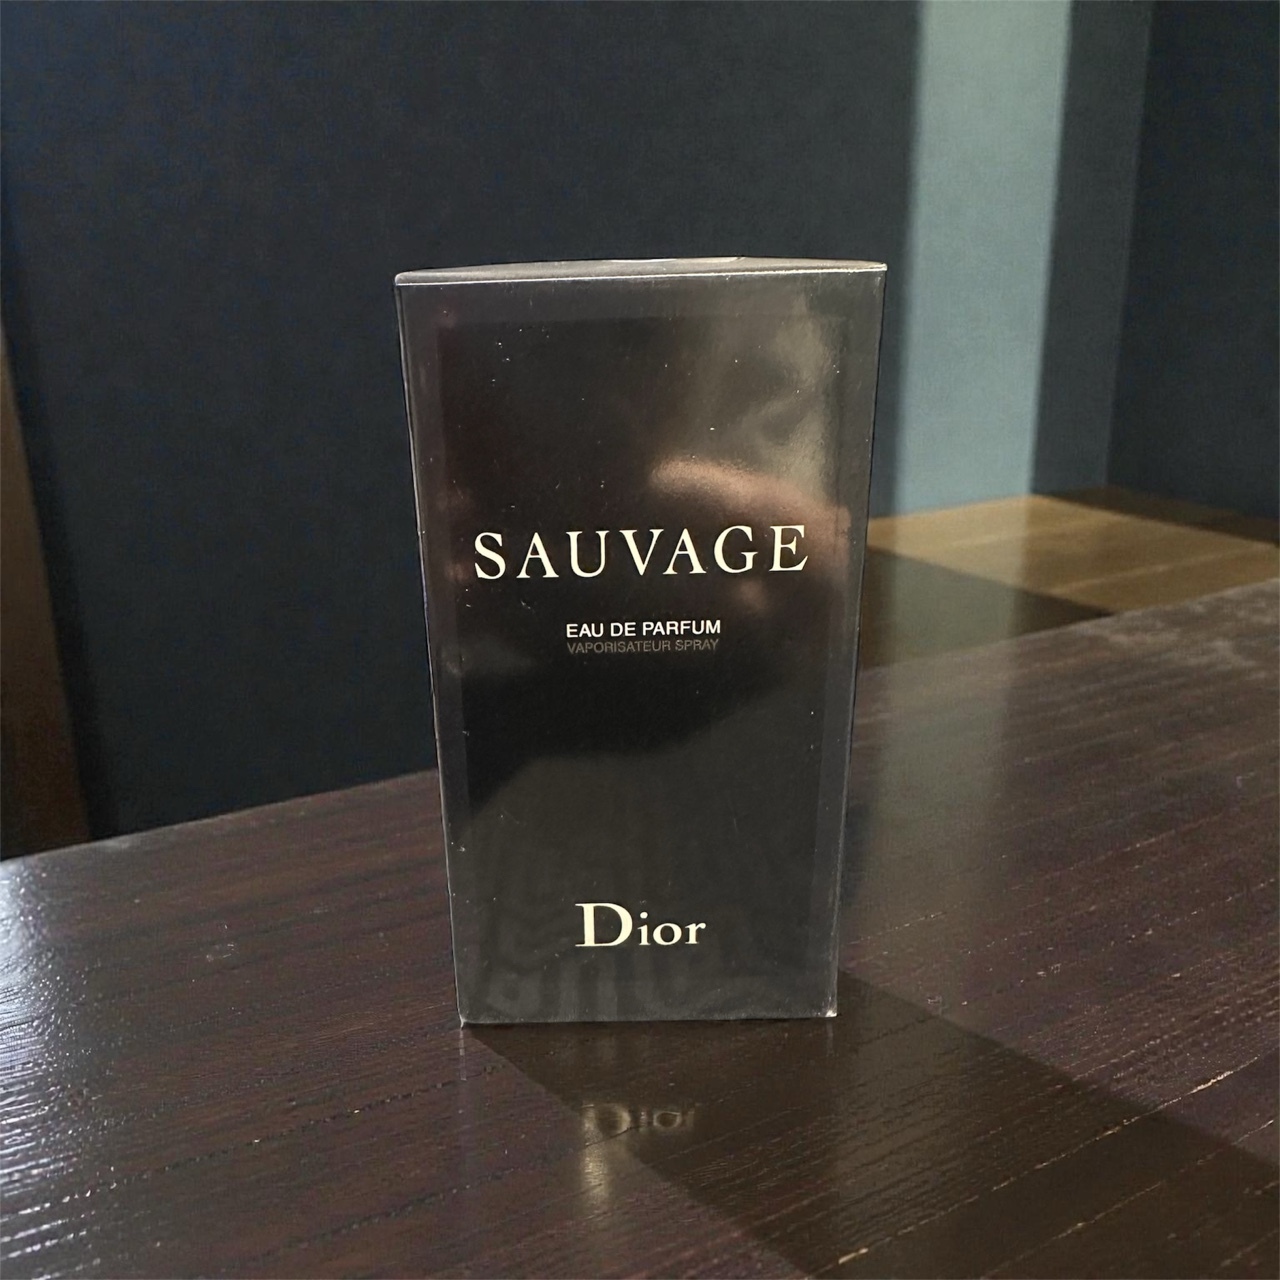 SAUVAGE
EAU DE PARFUM
VAPORISATEUR SPRAY
Dior